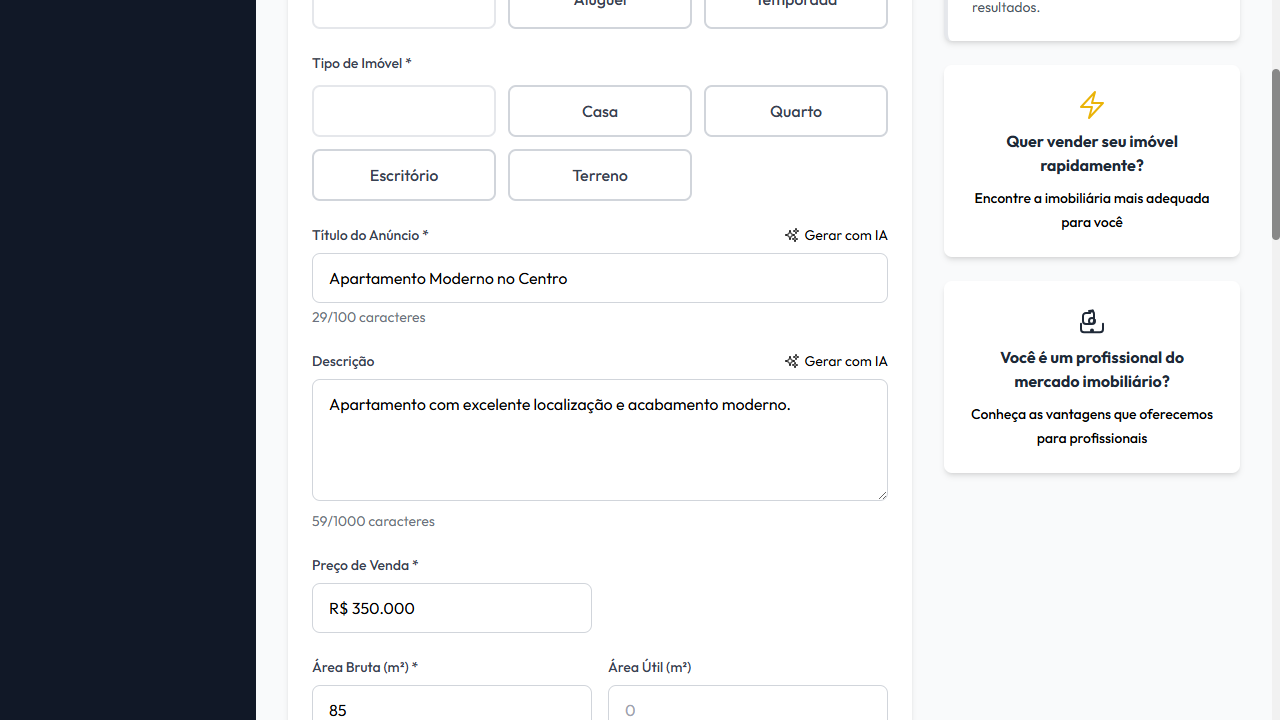 Aluguel
Temporada
Tipo de Imóvel *
Casa
Quarto
Escritório
Terreno
Título do Anúncio *
Gerar com IA
Apartamento Moderno no Centro
29/100 caracteres
Descrição
Gerar com IA
Apartamento com excelente localização e acabamento moderno.
59/1000 caracteres
Preço de Venda *
R$ 350.000
Área Bruta (m²) *
Área Útil (m²)
85
0
resultados.
Quer vender seu imóvel
rapidamente?
Encontre a imobiliária mais adequada
para você
Você é um profissional do
mercado imobiliário?
Conheça as vantagens que oferecemos
para profissionais